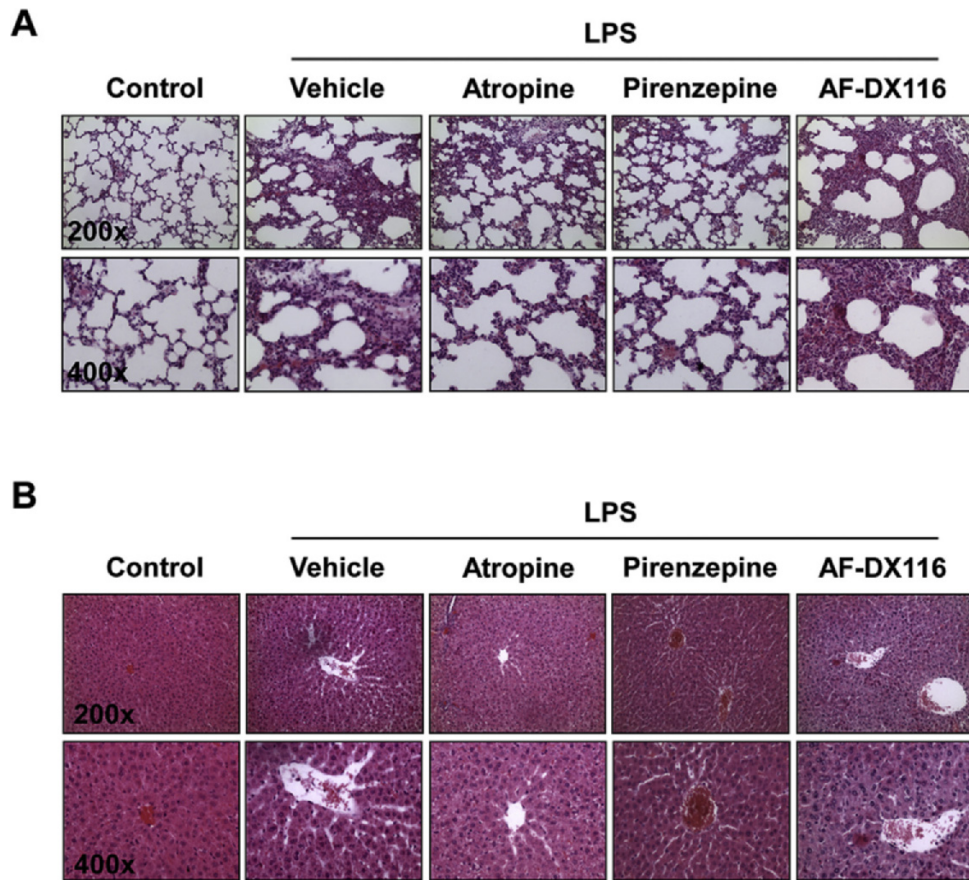 A
LPS
Control Vehicle Atropine Pirenzepine AF-DX116
200x
400x
B
LPS
Control Vehicle Atropine Pirenzepine AF-DX116
200x
400x